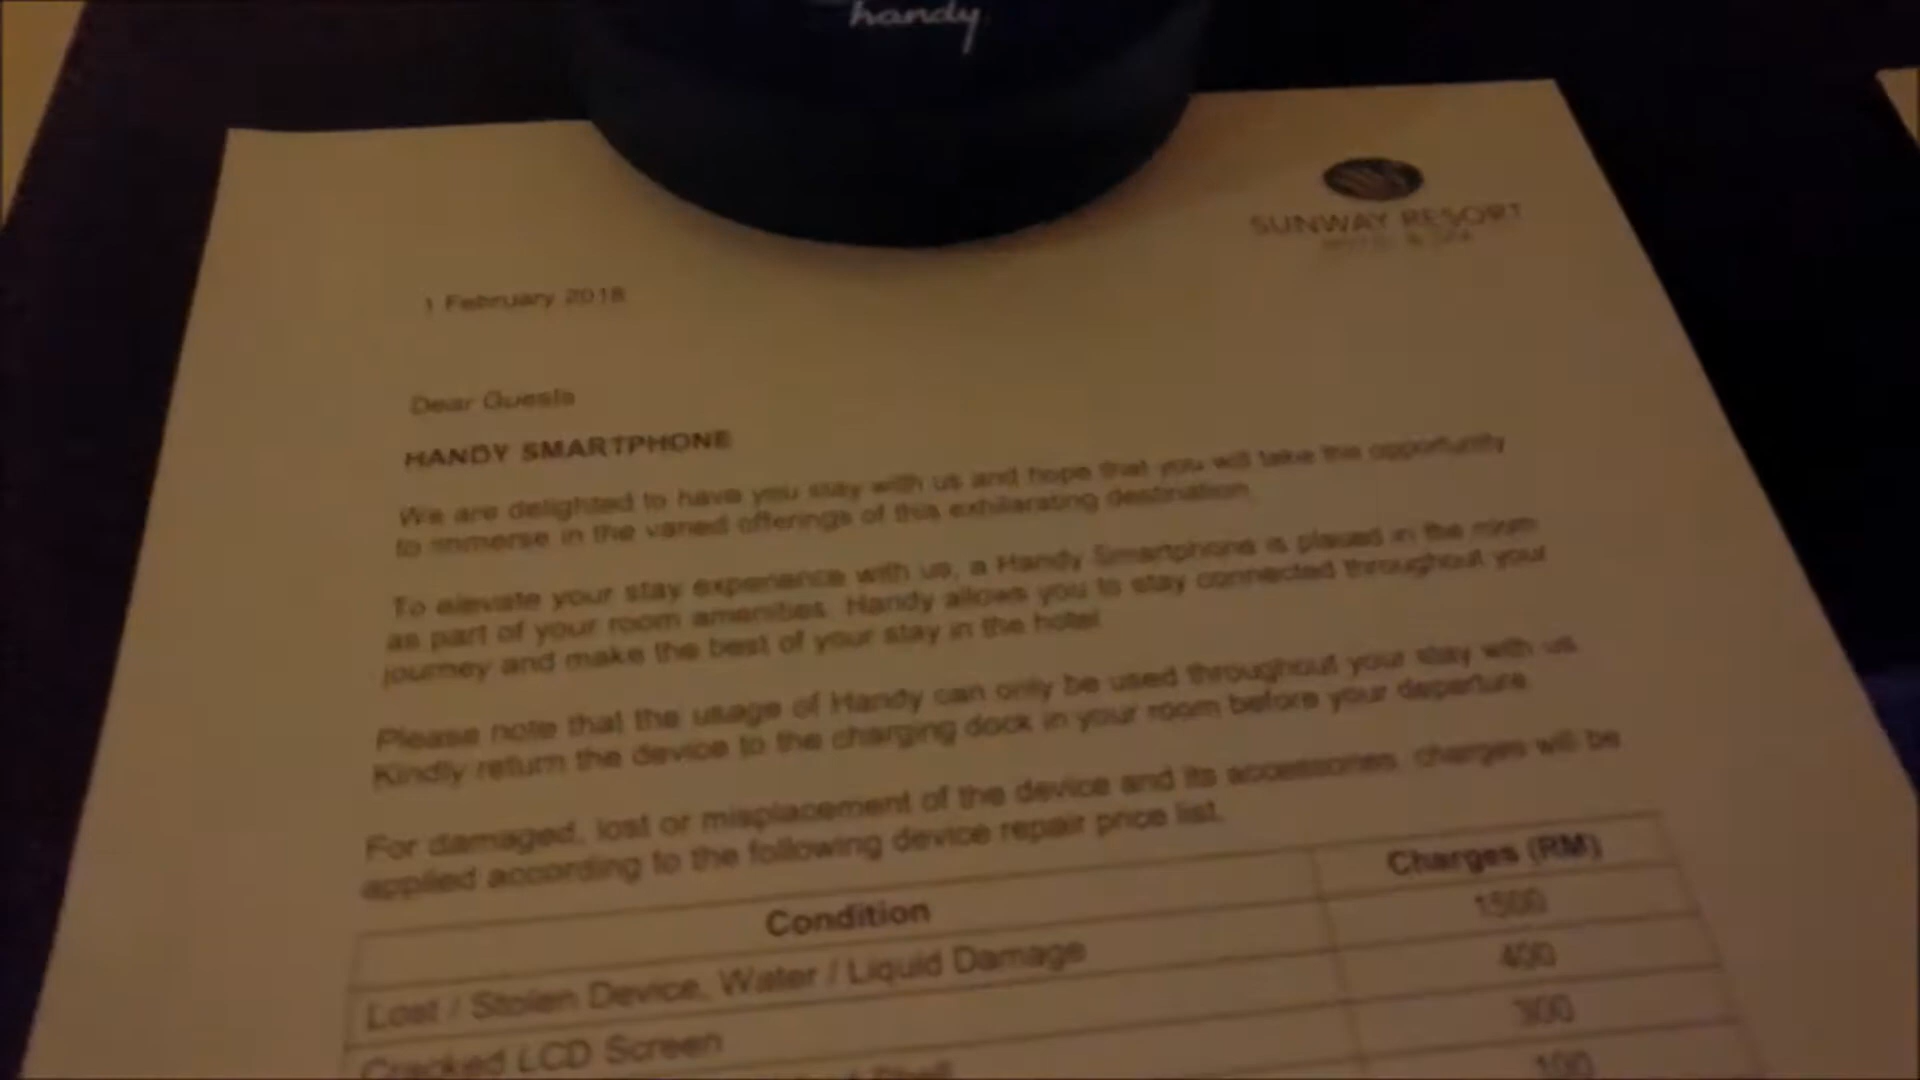 handy
SUNWAY RESORT
HOTEL & SPA
1 February 2018
Dear Guests
HANDY SMARTPHONE
We are delighted to have you stay with us and hope that you will take the opportunity
to immerse in the varied offerings of this exhilarating destination.
To elevate your stay experience with us, a Handy Smartphone is placed in the room
as part of your room amenities. Handy allows you to stay connected throughout your
journey and make the best of your stay in the hotel
Please note that the usage of Handy can only be used throughout your stay with us
Kindly return the device to the charging dock in your room before your departure
For damaged, lost or misplacement of the device and its accessories, charges will be
applied according to the following device repair price list.
Condition Charges (RM)
Lost / Stolen Device, Water / Liquid Damage 1500
Cracked LCD Screen 400
Shell 300
100